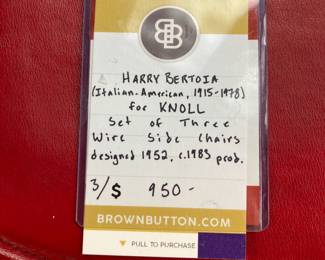 BB
HARRY BERTOIA
(Italian-American, 1915-1978)
for KNOLL
Set of Three
Wire Side Chairs
designed 1952, c.1985 prod.
3/$ 950-
BROWNBUTTON.COM
PULL TO PURCHASE